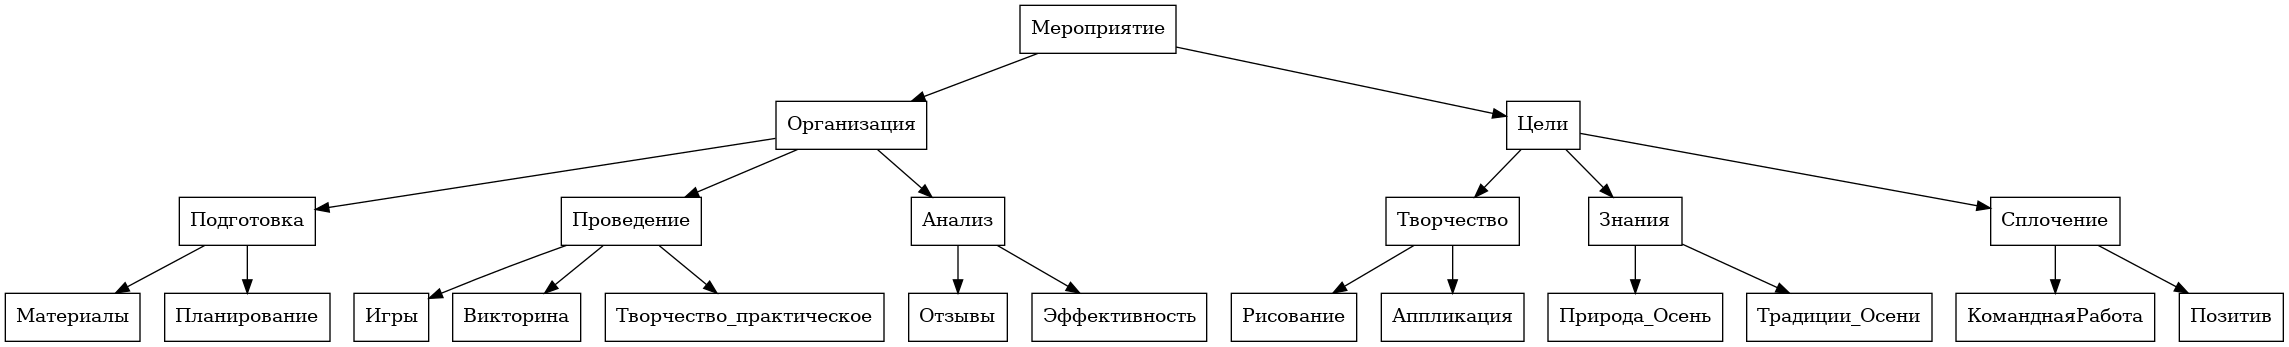 Мероприятие
Организация
Цели
Подготовка
Проведение
Анализ
Творчество
Знания
Сплочение
Материалы
Планирование
Игры
Викторина
Творчество_практическое
Отзывы
Эффективность
Рисование
Аппликация
Природа_Осень
Традиции_Осени
КоманднаяРабота
Позитив